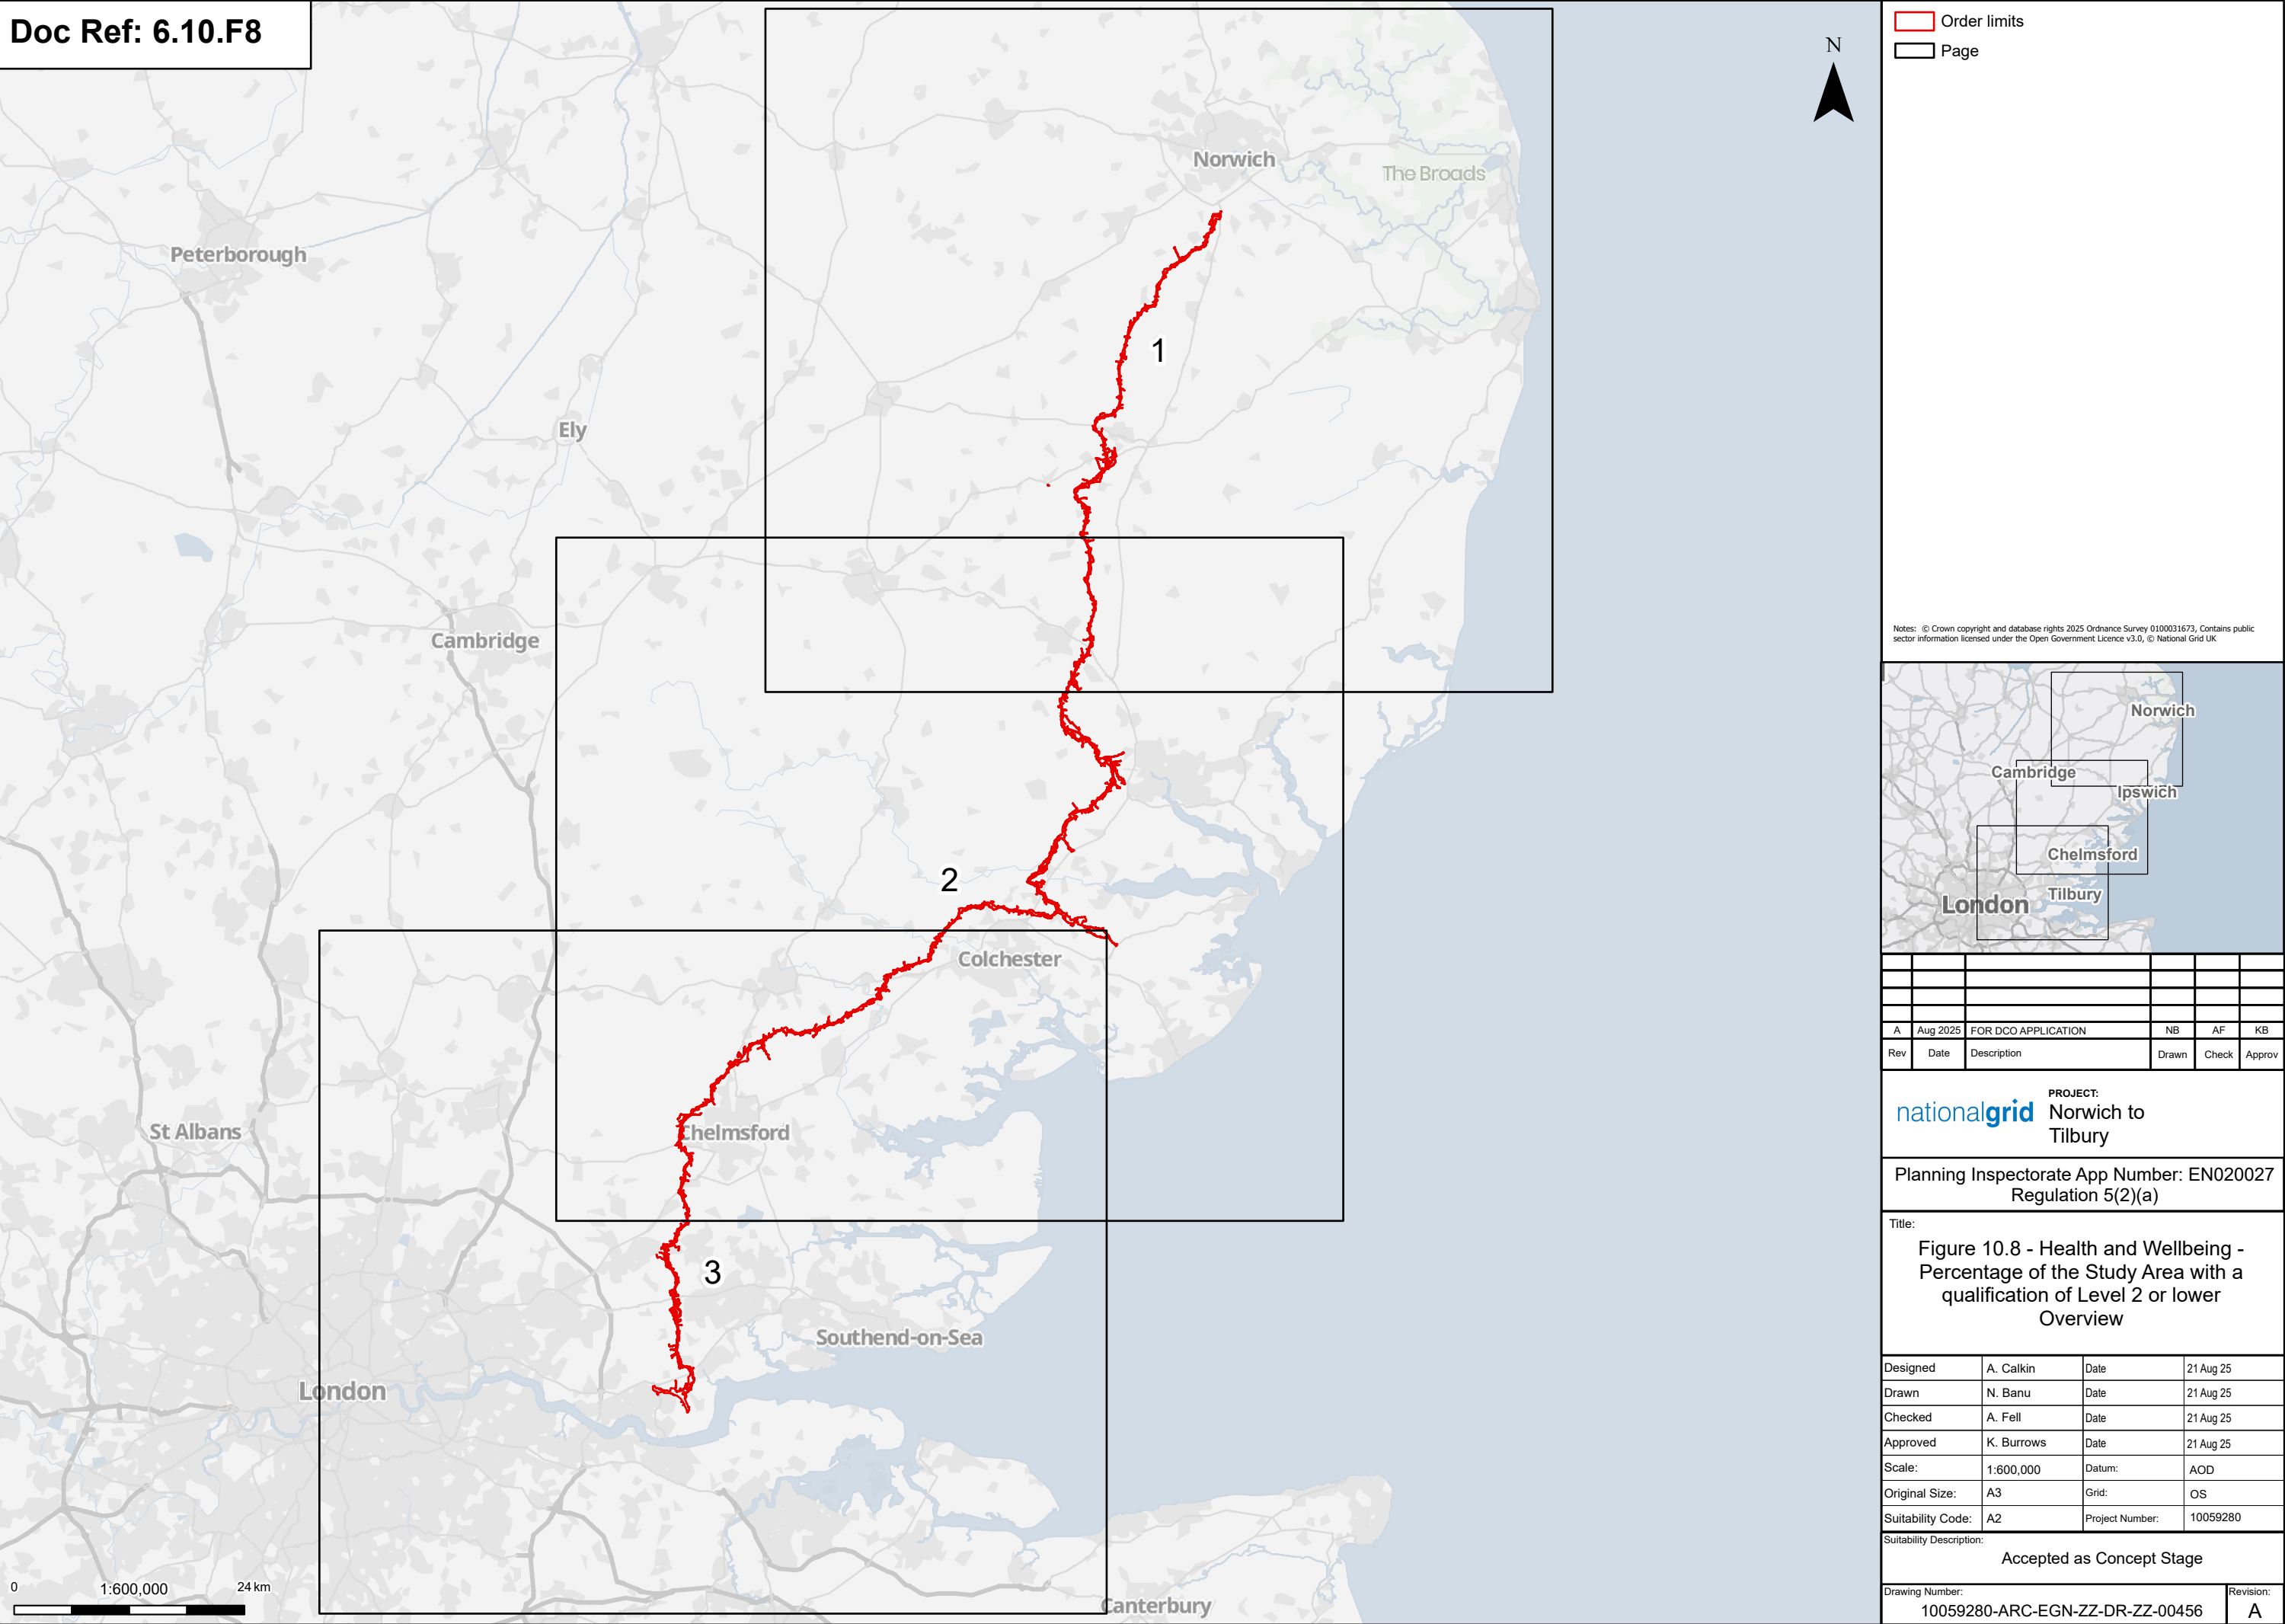 Doc Ref: 6.10.F8
N
Norwich
The Broads
Peterborough
1
Ely
Cambridge
2
Colchester
Chelmsford
St Albans
3
Southend-on-Sea
London
Canterbury
0 1:600,000 24 km
Order limits
Page
Notes: © Crown copyright and database rights 2025 Ordnance Survey 0100031673, Contains public
sector information licensed under the Open Government Licence v3.0, © National Grid UK
Norwich
Cambridge
Ipswich
Chelmsford
Tilbury
London
A Aug 2025 FOR DCO APPLICATION NB AF KB
Rev Date Description Drawn Check Approv
nationalgrid
PROJECT:
Norwich to
Tilbury
Planning Inspectorate App Number: EN020027
Regulation 5(2)(a)
Title:
Figure 10.8 - Health and Wellbeing -
Percentage of the Study Area with a
qualification of Level 2 or lower
Overview
Designed A. Calkin Date 21 Aug 25
Drawn N. Banu Date 21 Aug 25
Checked A. Fell Date 21 Aug 25
Approved K. Burrows Date 21 Aug 25
Scale: 1:600,000 Datum: AOD
Original Size: A3 Grid: OS
Suitability Code: A2 Project Number: 10059280
Suitability Description:
Accepted as Concept Stage
Drawing Number: Revision:
10059280-ARC-EGN-ZZ-DR-ZZ-00456 A